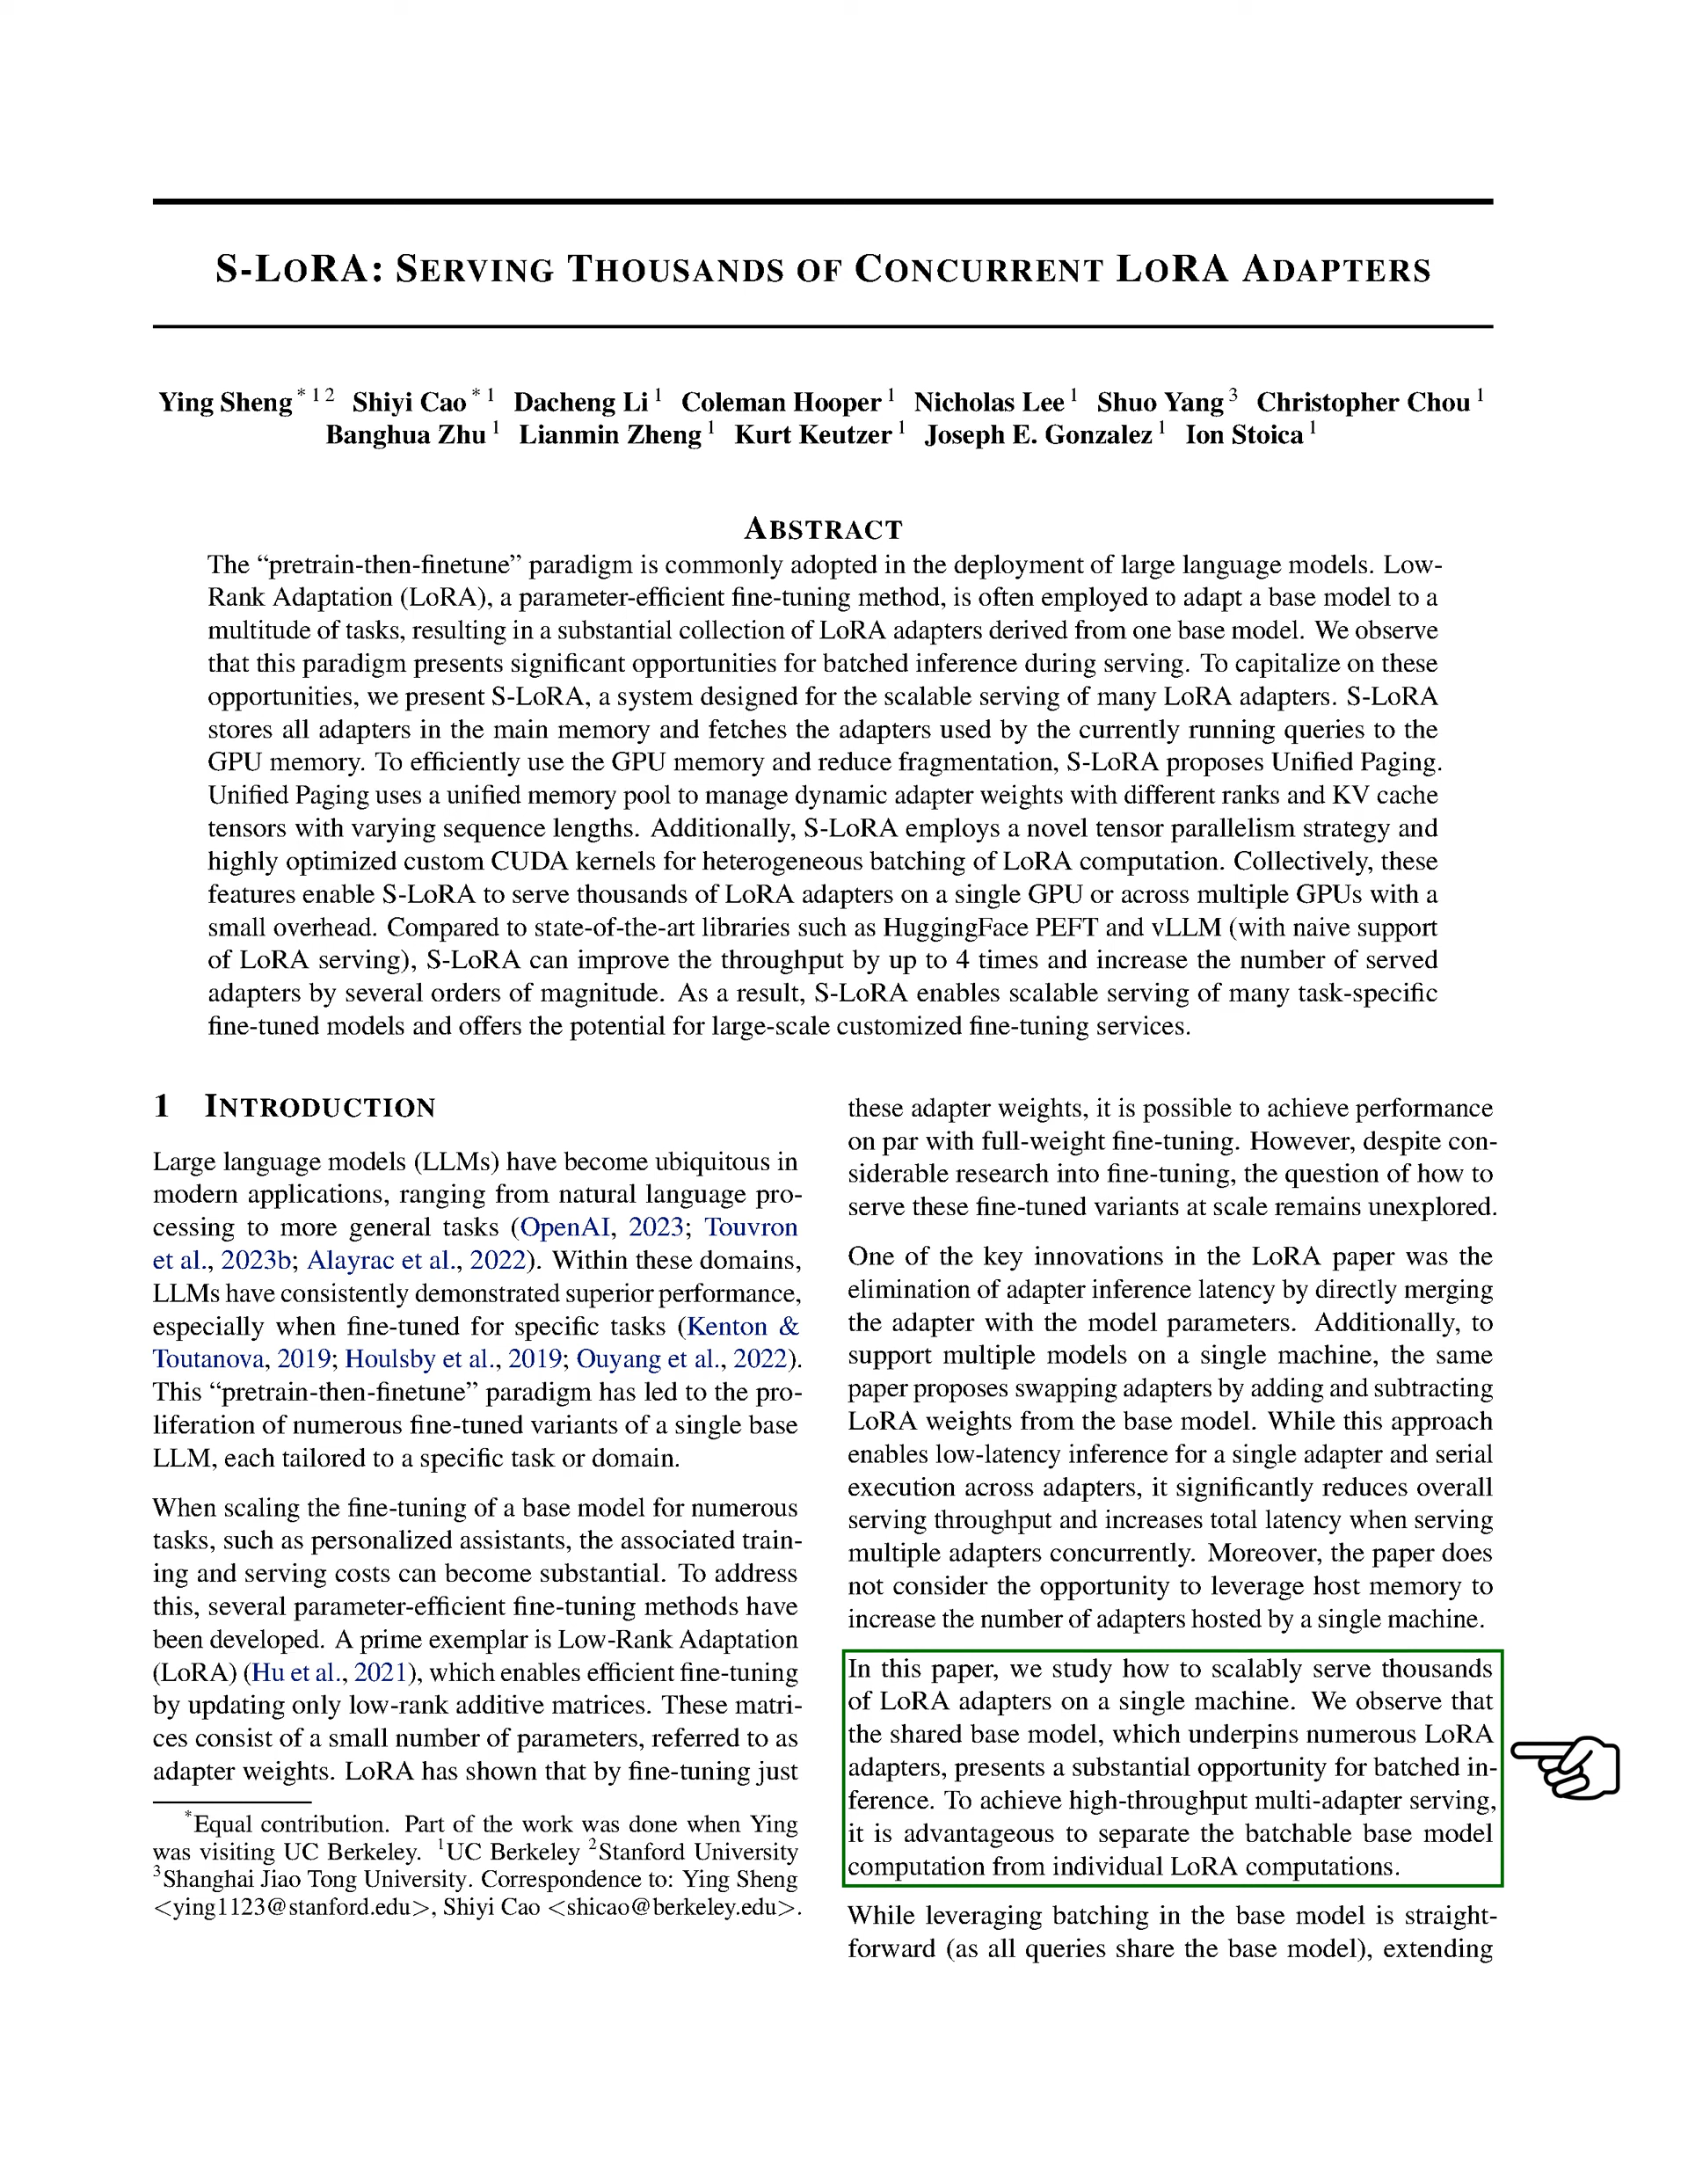 S-LoRA: Serving Thousands of Concurrent LoRA Adapters
Ying Sheng * 1 2 Shiyi Cao * 1 Dacheng Li 1 Coleman Hooper 1 Nicholas Lee 1 Shuo Yang 3 Christopher Chou 1
Banghua Zhu 1 Lianmin Zheng 1 Kurt Keutzer 1 Joseph E. Gonzalez 1 Ion Stoica 1
Abstract
The “pretrain-then-finetune” paradigm is commonly adopted in the deployment of large language models. Low-
Rank Adaptation (LoRA), a parameter-efficient fine-tuning method, is often employed to adapt a base model to a
multitude of tasks, resulting in a substantial collection of LoRA adapters derived from one base model. We observe
that this paradigm presents significant opportunities for batched inference during serving. To capitalize on these
opportunities, we present S-LoRA, a system designed for the scalable serving of many LoRA adapters. S-LoRA
stores all adapters in the main memory and fetches the adapters used by the currently running queries to the
GPU memory. To efficiently use the GPU memory and reduce fragmentation, S-LoRA proposes Unified Paging.
Unified Paging uses a unified memory pool to manage dynamic adapter weights with different ranks and KV cache
tensors with varying sequence lengths. Additionally, S-LoRA employs a novel tensor parallelism strategy and
highly optimized custom CUDA kernels for heterogeneous batching of LoRA computation. Collectively, these
features enable S-LoRA to serve thousands of LoRA adapters on a single GPU or across multiple GPUs with a
small overhead. Compared to state-of-the-art libraries such as HuggingFace PEFT and vLLM (with naive support
of LoRA serving), S-LoRA can improve the throughput by up to 4 times and increase the number of served
adapters by several orders of magnitude. As a result, S-LoRA enables scalable serving of many task-specific
fine-tuned models and offers the potential for large-scale customized fine-tuning services.
1 Introduction
Large language models (LLMs) have become ubiquitous in
modern applications, ranging from natural language pro-
cessing to more general tasks (OpenAI, 2023; Touvron
et al., 2023b; Alayrac et al., 2022). Within these domains,
LLMs have consistently demonstrated superior performance,
especially when fine-tuned for specific tasks (Kenton &
Toutanova, 2019; Houlsby et al., 2019; Ouyang et al., 2022).
This “pretrain-then-finetune” paradigm has led to the pro-
liferation of numerous fine-tuned variants of a single base
LLM, each tailored to a specific task or domain.
When scaling the fine-tuning of a base model for numerous
tasks, such as personalized assistants, the associated train-
ing and serving costs can become substantial. To address
this, several parameter-efficient fine-tuning methods have
been developed. A prime exemplar is Low-Rank Adaptation
(LoRA) (Hu et al., 2021), which enables efficient fine-tuning
by updating only low-rank additive matrices. These matri-
ces consist of a small number of parameters, referred to as
adapter weights. LoRA has shown that by fine-tuning just
*Equal contribution. Part of the work was done when Ying
was visiting UC Berkeley. 1UC Berkeley 2Stanford University
3Shanghai Jiao Tong University. Correspondence to: Ying Sheng
<ying1123@stanford.edu>, Shiyi Cao <shicao@berkeley.edu>.
these adapter weights, it is possible to achieve performance
on par with full-weight fine-tuning. However, despite con-
siderable research into fine-tuning, the question of how to
serve these fine-tuned variants at scale remains unexplored.
One of the key innovations in the LoRA paper was the
elimination of adapter inference latency by directly merging
the adapter with the model parameters. Additionally, to
support multiple models on a single machine, the same
paper proposes swapping adapters by adding and subtracting
LoRA weights from the base model. While this approach
enables low-latency inference for a single adapter and serial
execution across adapters, it significantly reduces overall
serving throughput and increases total latency when serving
multiple adapters concurrently. Moreover, the paper does
not consider the opportunity to leverage host memory to
increase the number of adapters hosted by a single machine.
In this paper, we study how to scalably serve thousands
of LoRA adapters on a single machine. We observe that
the shared base model, which underpins numerous LoRA
adapters, presents a substantial opportunity for batched in-
ference. To achieve high-throughput multi-adapter serving,
it is advantageous to separate the batchable base model
computation from individual LoRA computations.
While leveraging batching in the base model is straight-
forward (as all queries share the base model), extending